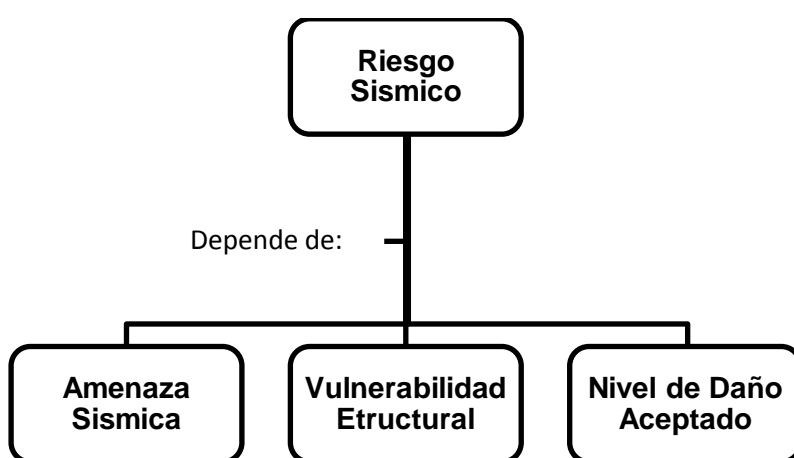 Riesgo
Sismico
Depende de:
Amenaza
Sismica
Vulnerabilidad
Etructural
Nivel de Daño
Aceptado